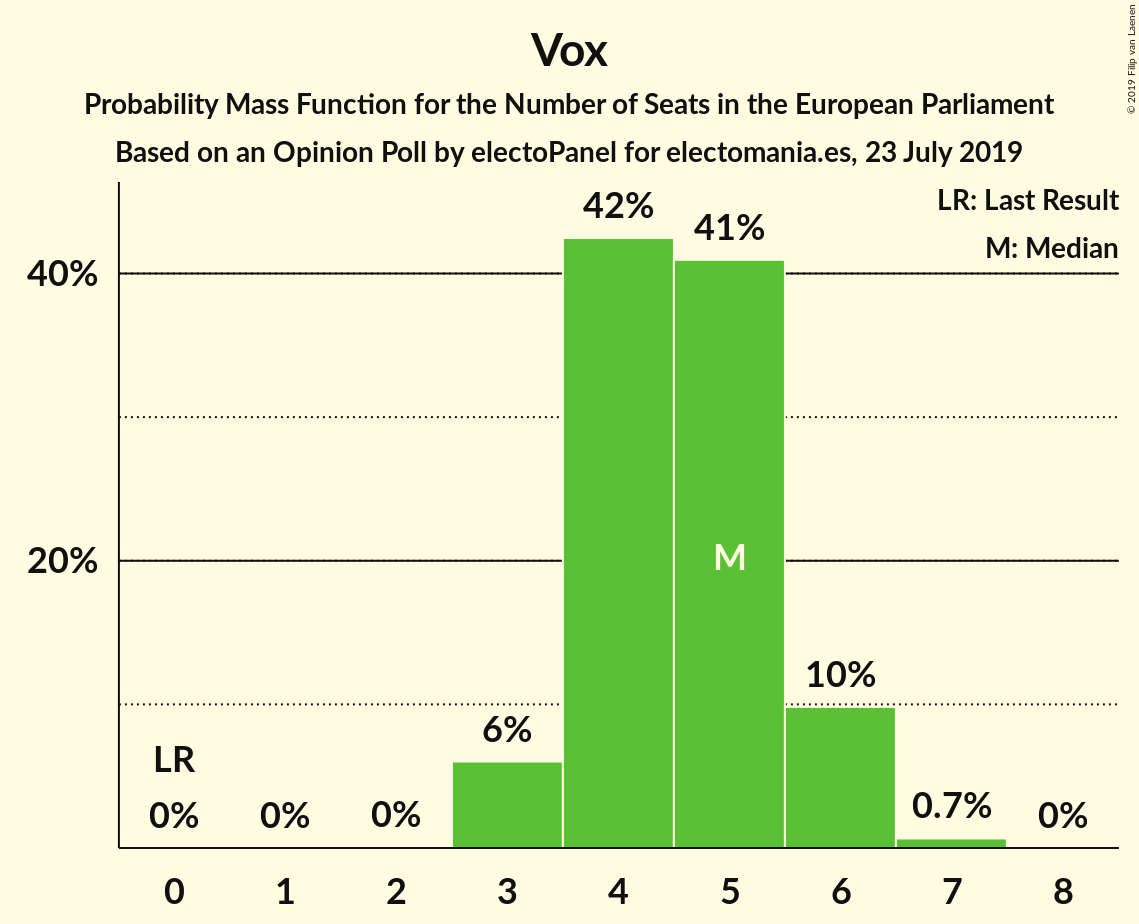 Vox
Probability Mass Function for the Number of Seats in the European Parliament
Based on an Opinion Poll by electoPanel for electomania.es, 23 July 2019
© 2019 Filip van Laenen
LR: Last Result
M: Median
42%
41%
40%
20%
M
10%
6%
LR
0%
0%
0%
0.7%
0%
0 1 2 3 4 5 6 7 8